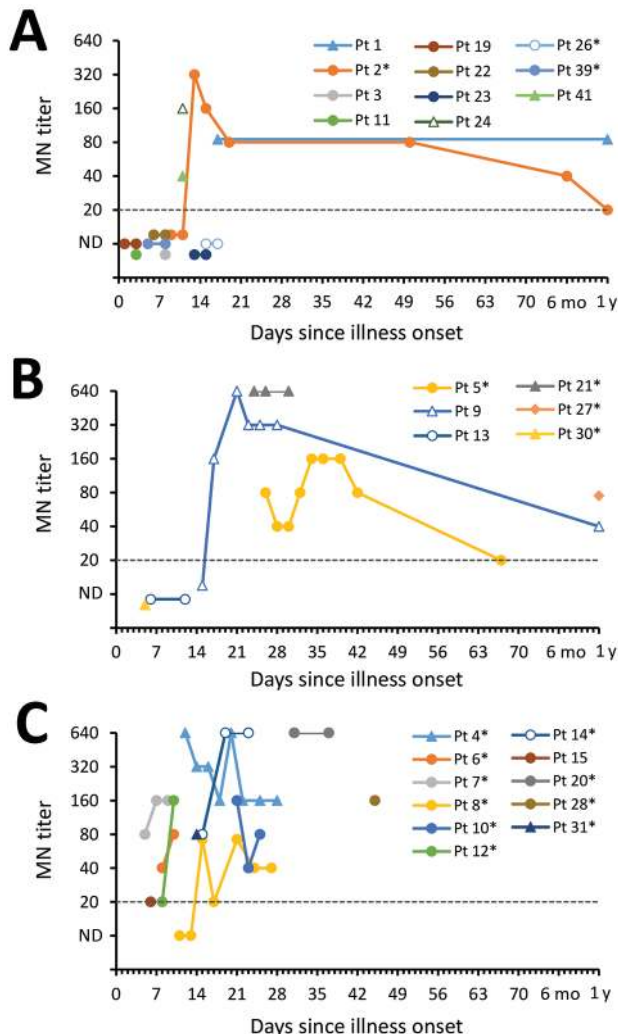 A
640
320
160
80
40
20
ND
MN titer
Pt 1
Pt 2*
Pt 3
Pt 11
Pt 19
Pt 22
Pt 23
Pt 24
Pt 26*
Pt 39*
Pt 41
0 7 14 21 28 35 42 49 56 63 70 6 mo 1 y
Days since illness onset
B
640
320
160
80
40
20
ND
MN titer
Pt 5*
Pt 9
Pt 13
Pt 30*
Pt 21*
Pt 27*
0 7 14 21 28 35 42 49 56 63 70 6 mo 1 y
Days since illness onset
C
640
320
160
80
40
20
ND
MN titer
Pt 4*
Pt 6*
Pt 7*
Pt 8*
Pt 10*
Pt 12*
Pt 14*
Pt 15
Pt 20*
Pt 28*
Pt 31*
0 7 14 21 28 35 42 49 56 63 70 6 mo 1 y
Days since illness onset